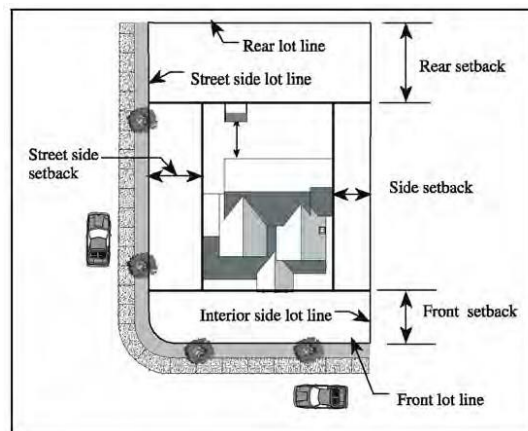 Rear lot line
Street side lot line
Rear setback
Street side
setback
Side setback
Interior side lot line
Front setback
Front lot line